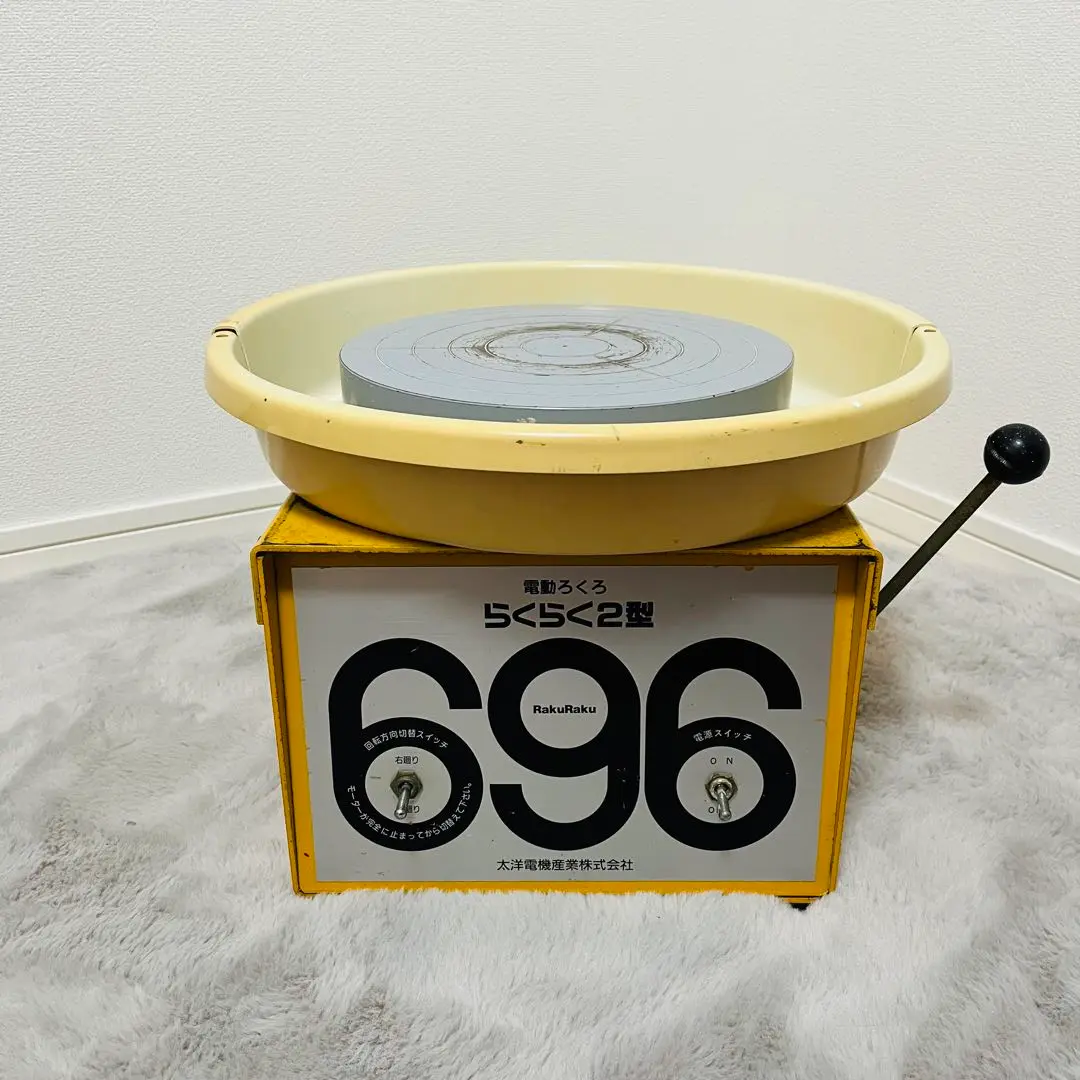 電動ろくろ
らくらく2型
696
RakuRaku
回転方向切替スイッチ
右廻り
廻り
モーターが完全に止まってから切替えて下さい。
電源スイッチ
ON
太洋電機産業株式会社